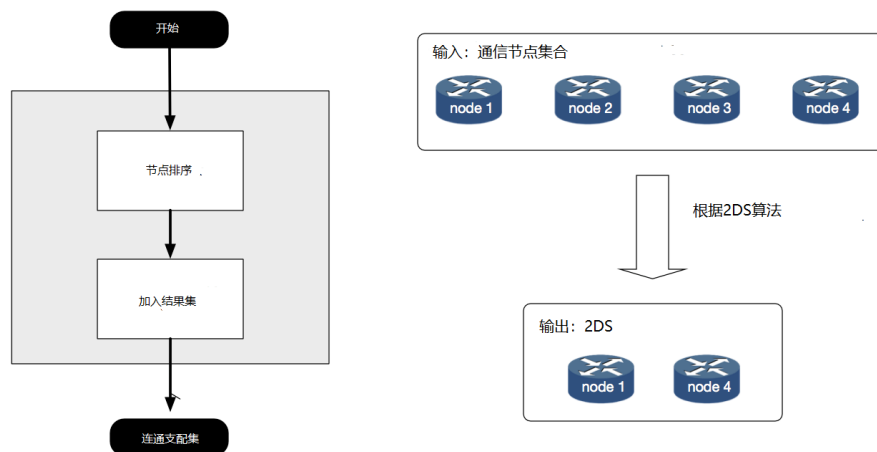 开始
节点排序
加入结果集
连通支配集
输入：通信节点集合
node 1
node 2
node 3
node 4
根据2DS算法
输出：2DS
node 1
node 4